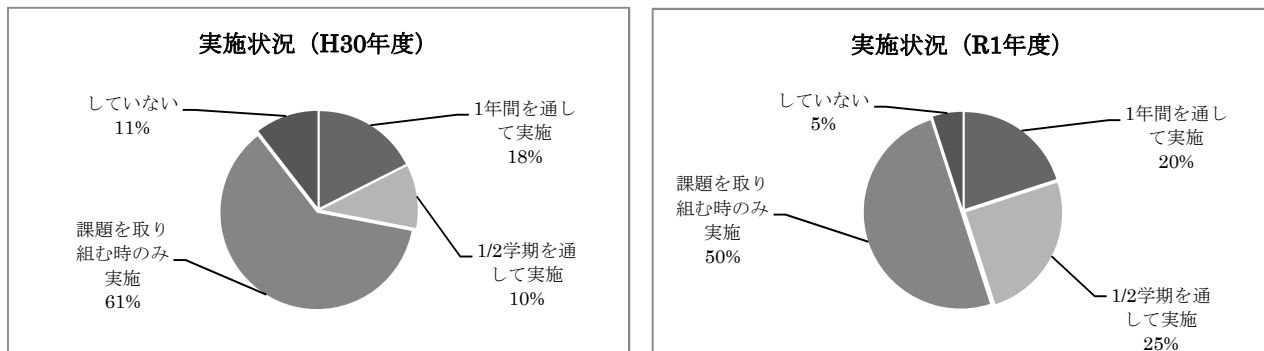 実施状況（H30年度）
していない
11%
1年間を通し
て実施
18%
課題を取り
組む時のみ
実施
61%
1/2学期を通
して実施
10%
実施状況（R1年度）
していない
5%
1年間を通し
て実施
20%
課題を取り
組む時のみ
実施
50%
1/2学期を通
して実施
25%